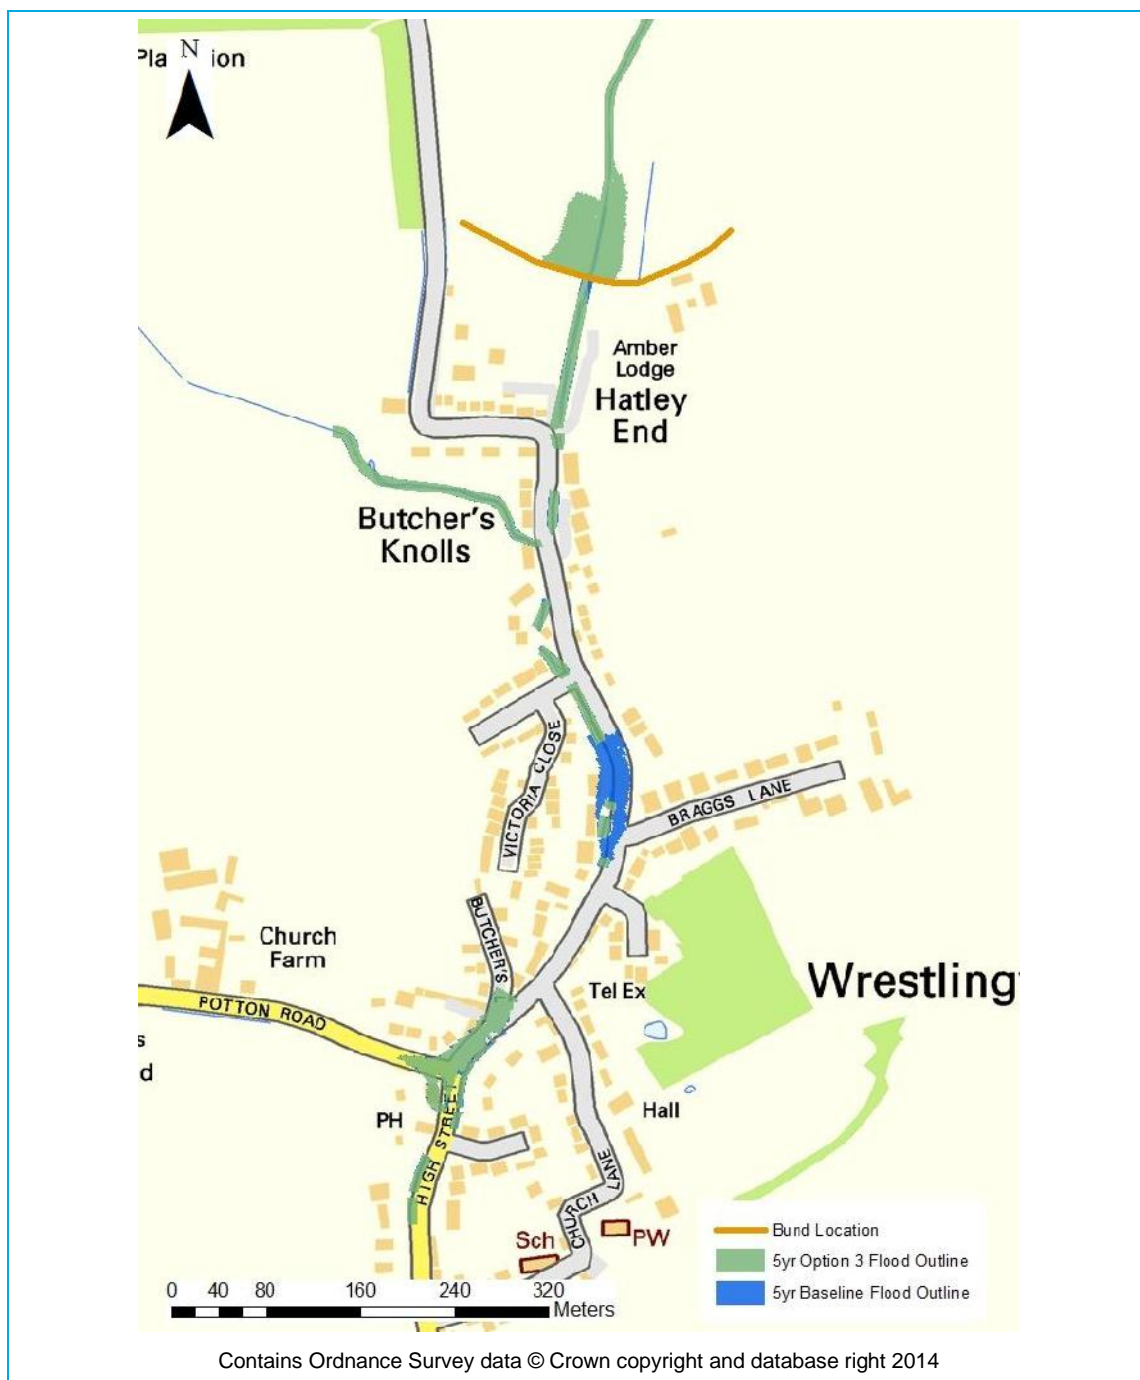 N
Pla ion
Amber
Lodge
Hatley
End
Butcher's
Knolls
VICTORIA CLOSE
BRAGGS LANE
BUTCHER'S
Church
Farm
Tel Ex
Wrestling
POTTON ROAD
s
d
PH
HIGH STREET
Hall
CHURCH LANE
Sch
PW
Bund Location
5yr Option 3 Flood Outline
5yr Baseline Flood Outline
0 40 80 160 240 320
Meters
Contains Ordnance Survey data © Crown copyright and database right 2014